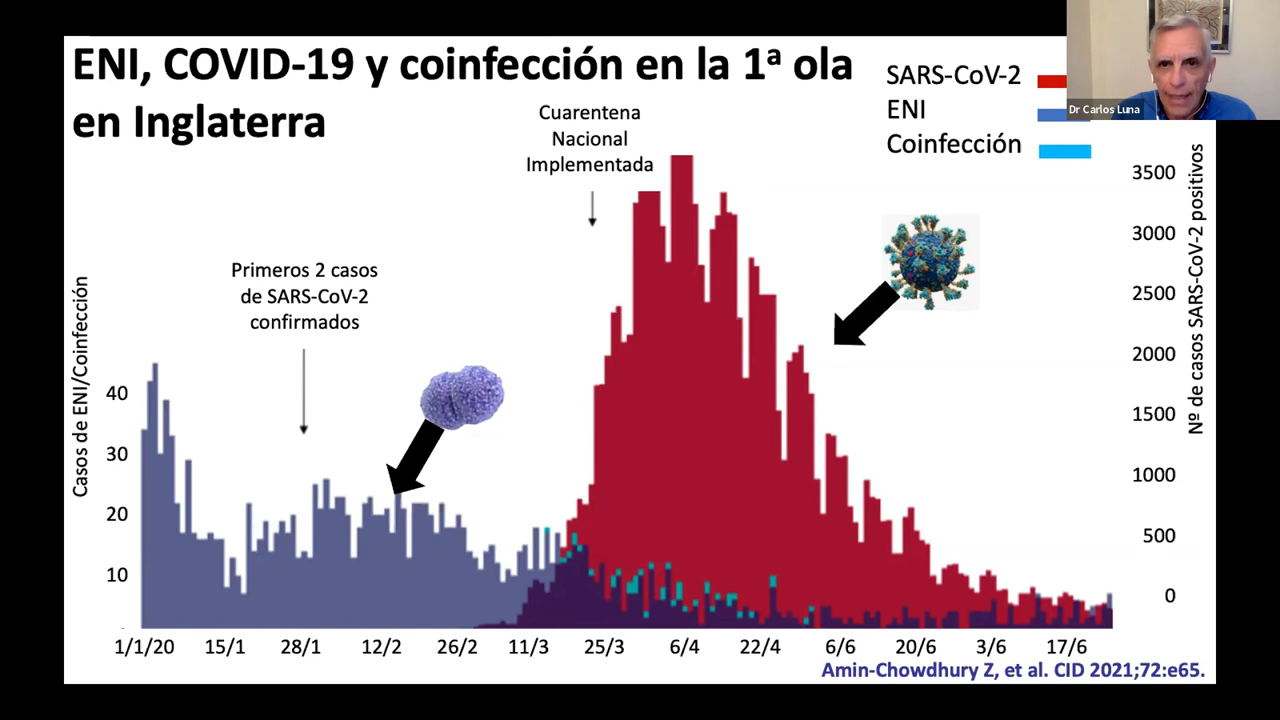 ENI, COVID-19 y coinfección en la 1ª ola
en Inglaterra
SARS-CoV-2
ENI
Coinfección
Dr Carlos Luna
Cuarentena
Nacional
Implementada
Primeros 2 casos
de SARS-CoV-2
confirmados
Casos de ENI/Coinfección
40
30
20
10
Nº de casos SARS-CoV-2 positivos
3500
3000
2500
2000
1500
1000
500
0
1/1/20 15/1 28/1 12/2 26/2 11/3 25/3 6/4 22/4 6/6 20/6 3/6 17/6
Amin-Chowdhury Z, et al. CID 2021;72:e65.